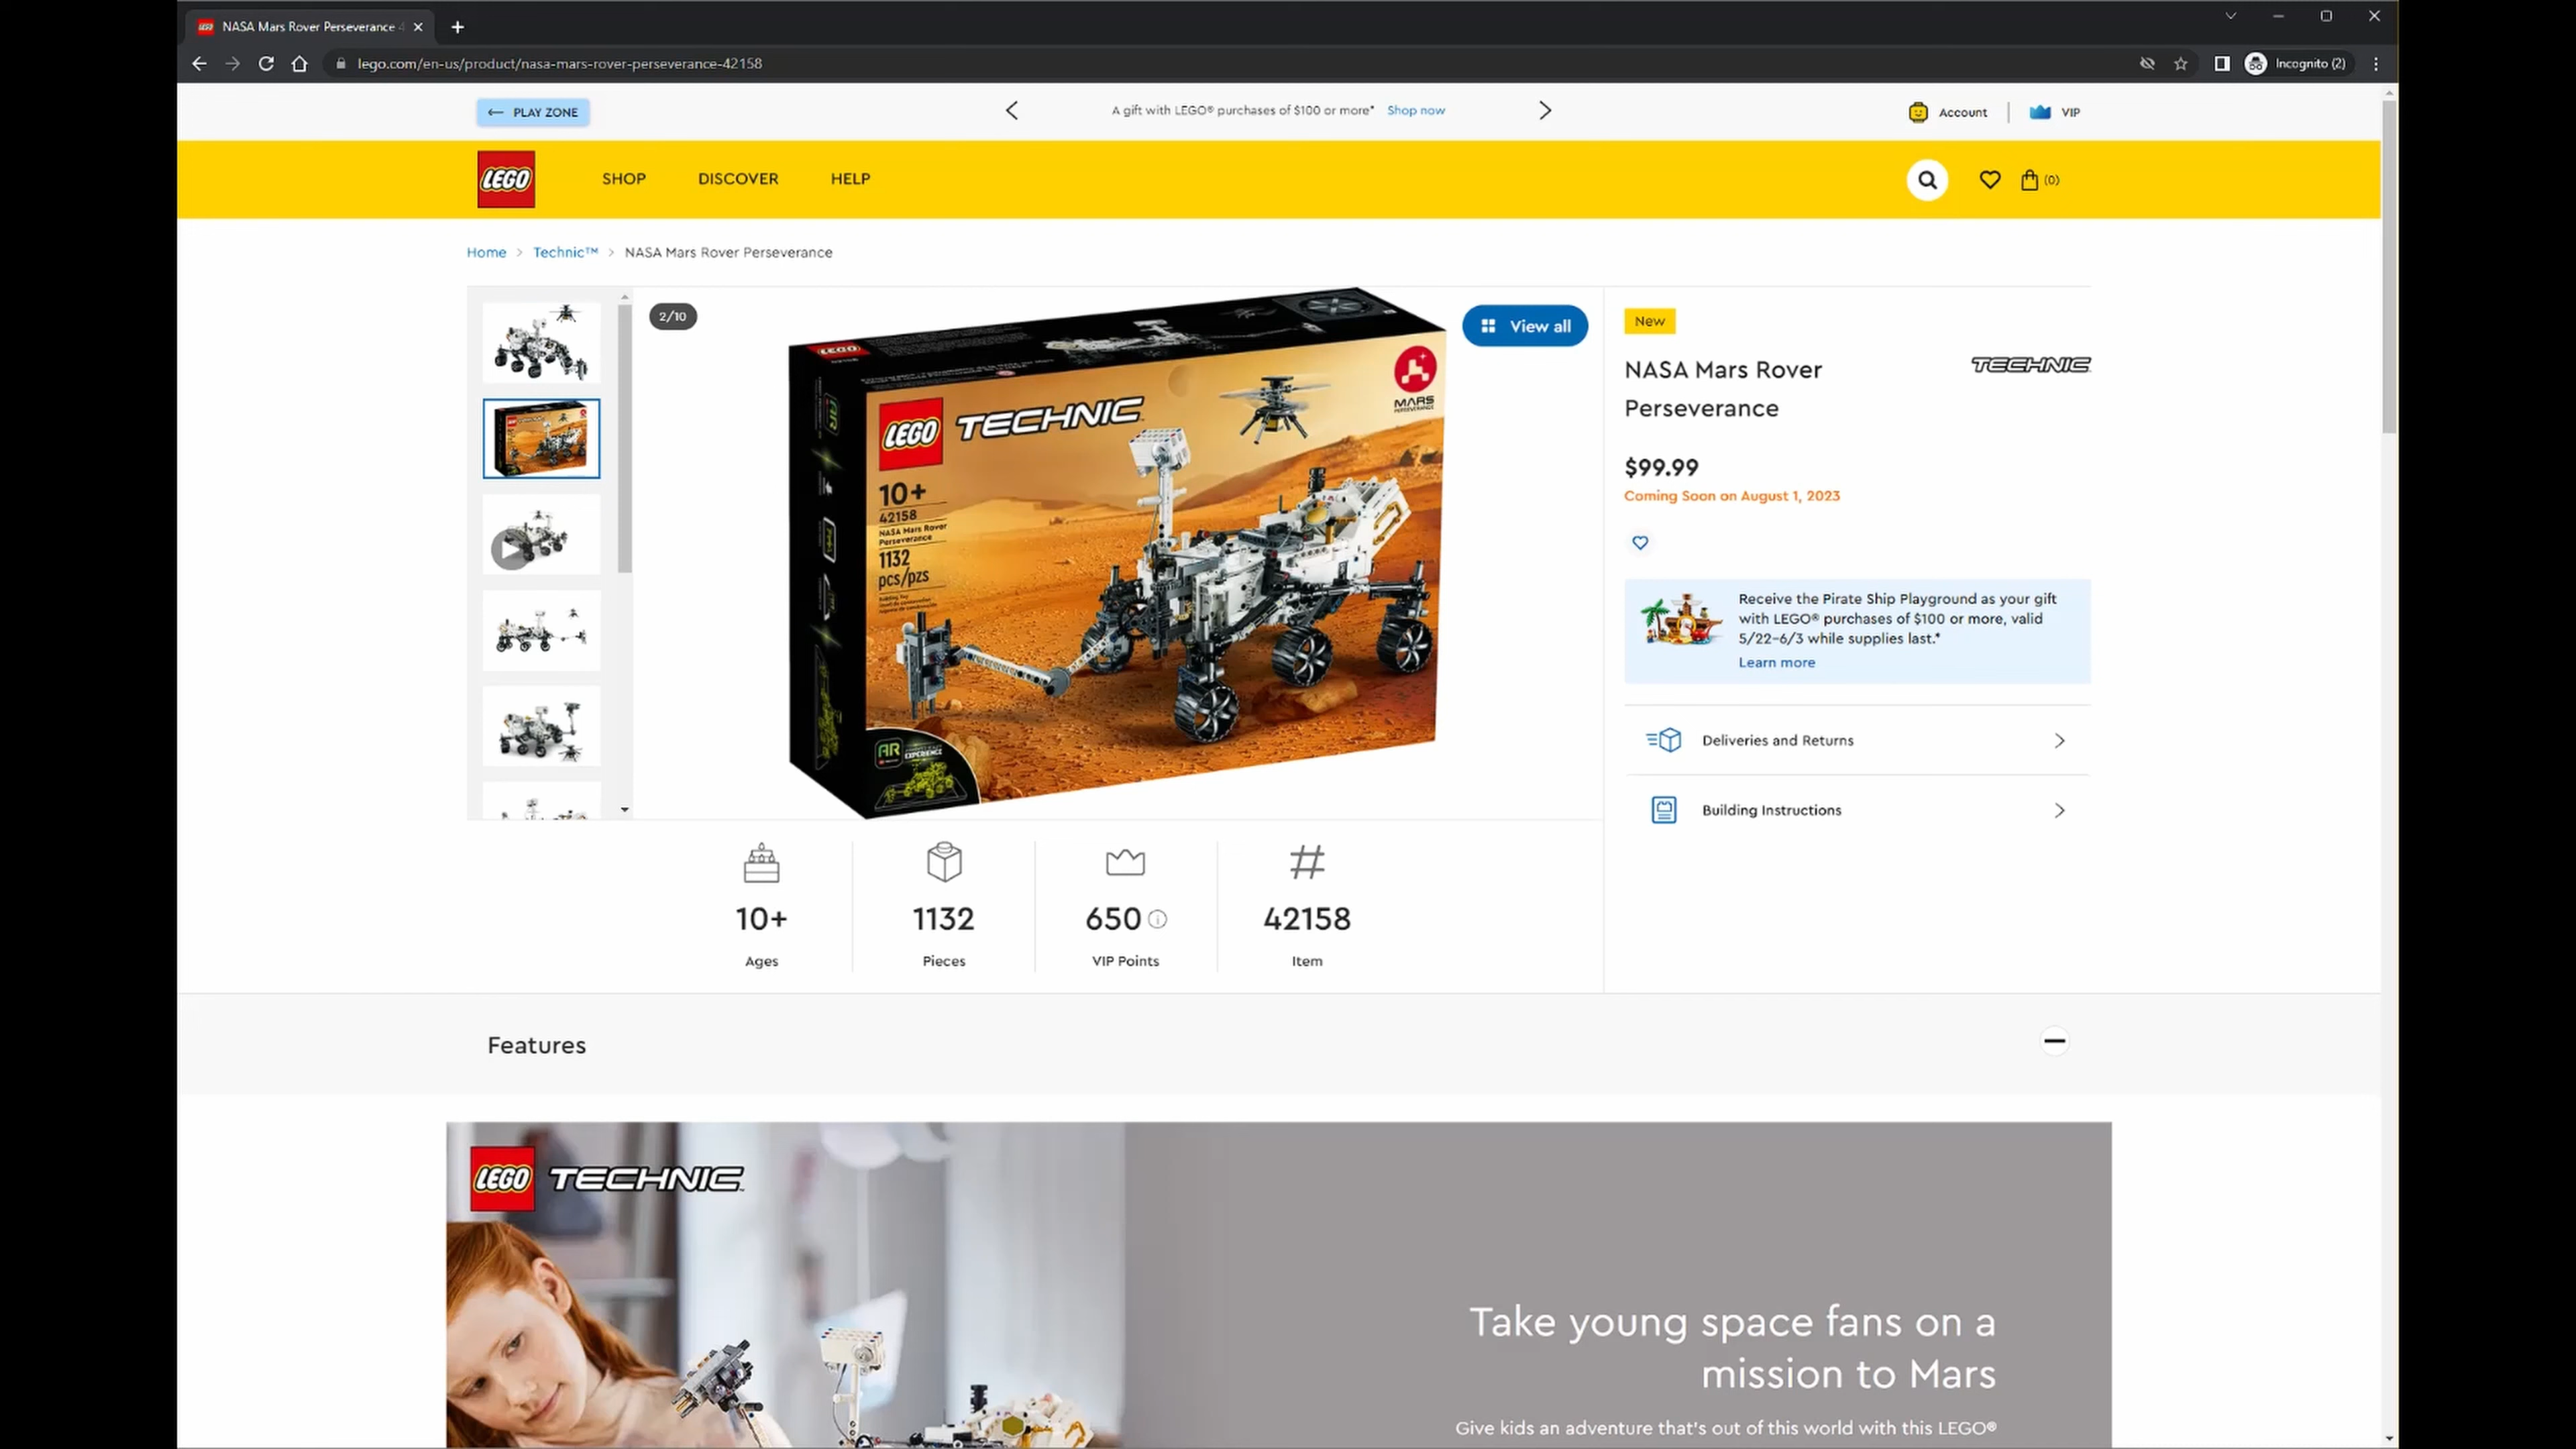 NASA Mars Rover Perseverance 4
lego.com/en-us/product/nasa-mars-rover-perseverance-42158
Incognito (2)
PLAY ZONE
A gift with LEGO® purchases of $100 or more* Shop now
Account
VIP
LEGO
SHOP
DISCOVER
HELP
(0)
Home > Technic™ > NASA Mars Rover Perseverance
2/10
View all
LEGO
LEGO TECHNIC
MARS
PERSEVERANCE
10+
42158
NASA Mars Rover
Perseverance
1132
pcs/pzs
AR
EXPERIENCE
New
NASA Mars Rover
Perseverance
TECHNIC
$99.99
Coming Soon on August 1, 2023
Receive the Pirate Ship Playground as your gift
with LEGO® purchases of $100 or more, valid
5/22-6/3 while supplies last.*
Learn more
Deliveries and Returns
Building Instructions
10+
Ages
1132
Pieces
650
VIP Points
42158
Item
Features
LEGO TECHNIC
Take young space fans on a
mission to Mars
Give kids an adventure that's out of this world with this LEGO®